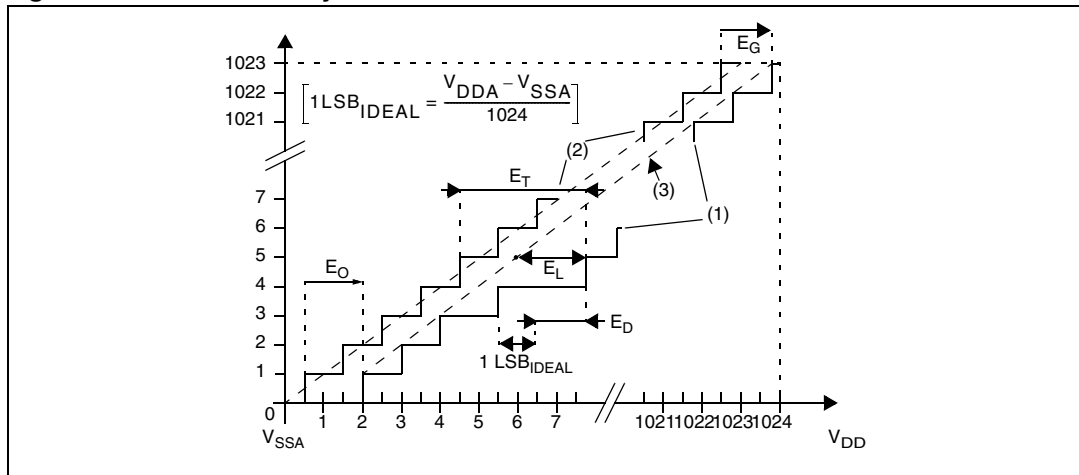 E_G
1023
1022
1021
[1LSB_IDEAL = (V_DDA – V_SSA) / 1024]
(2)
(3)
(1)
E_T
7
6
5
4
3
2
1
0
E_O
E_L
E_D
1 LSB_IDEAL
1 2 3 4 5 6 7 1021 1022 1023 1024
V_SSA
V_DD